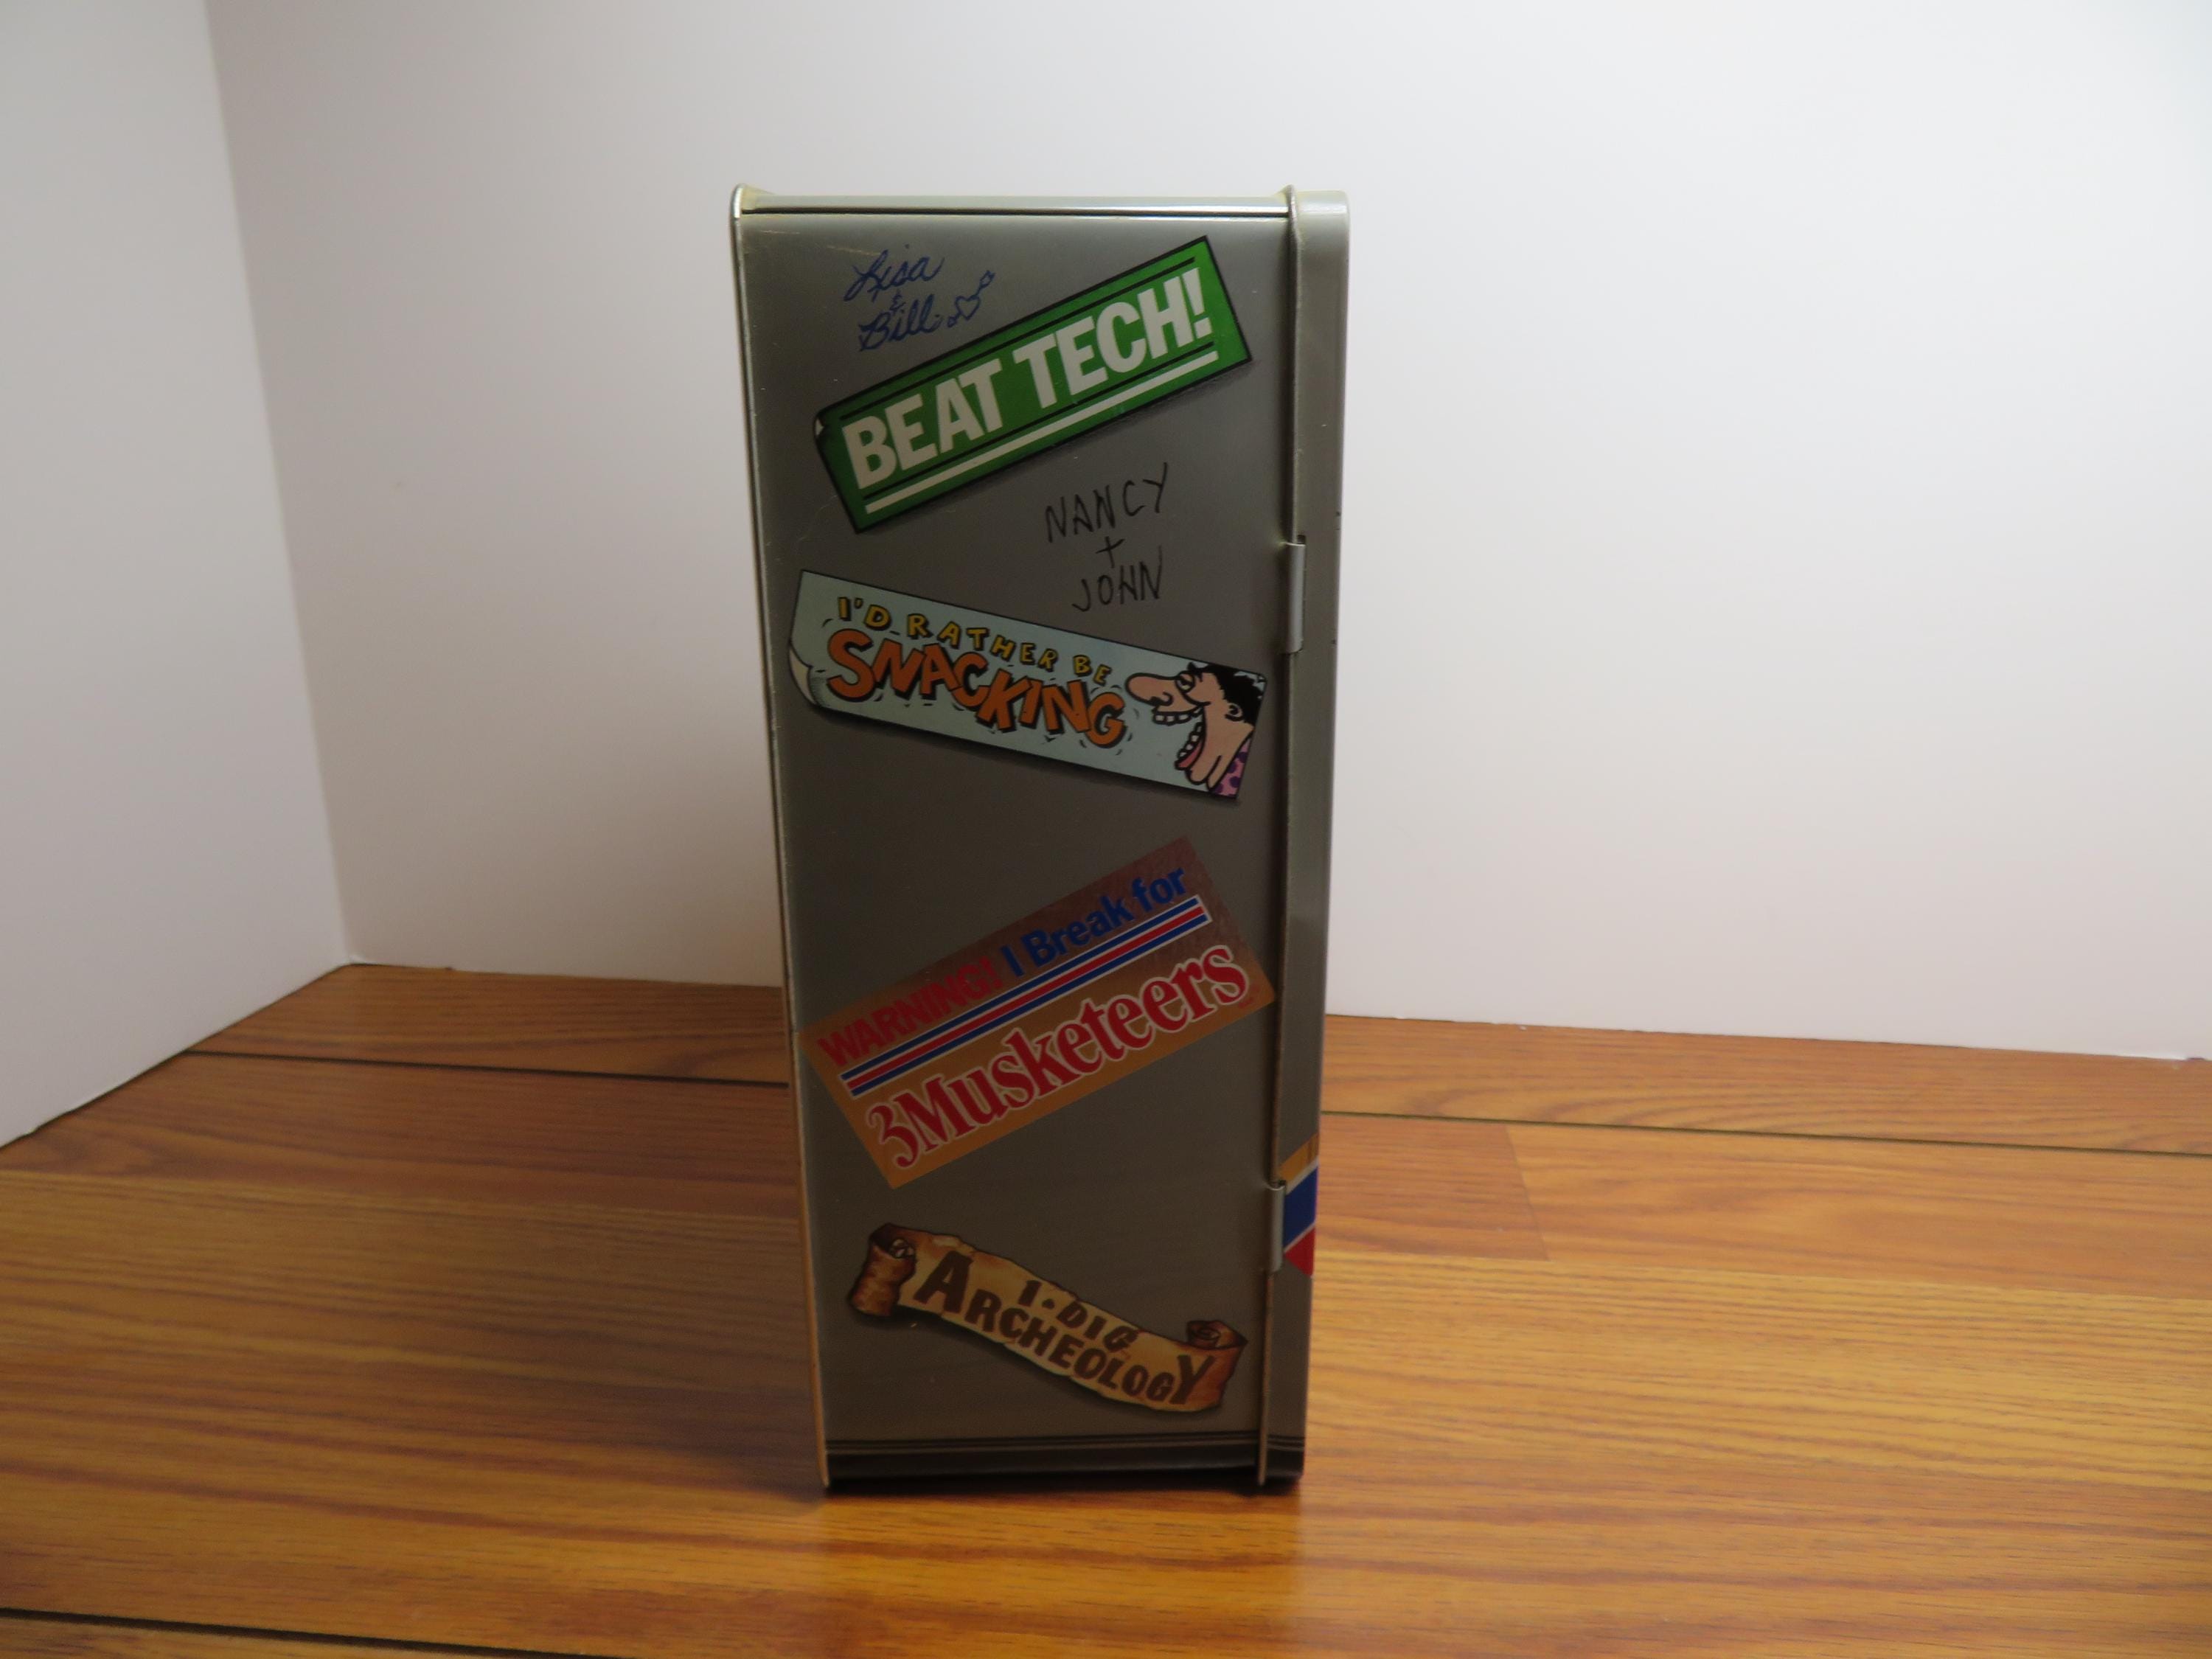 Lisa
&
Bill
BEAT TECH!
NANCY
+
JOHN
I'D RATHER BE
SNACKING
WARNING! I Break for
3Musketeers
I·DIG
ARCHEOLOGY